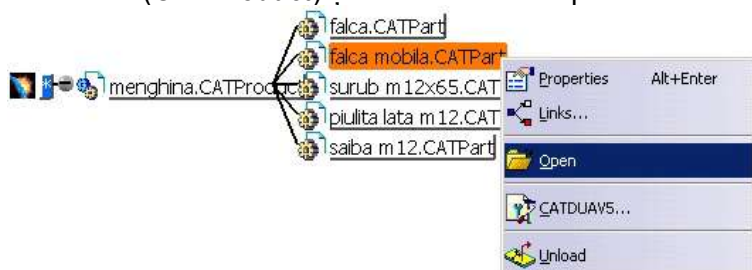 falca.CATPart
falca mobila.CATPart
Properties Alt+Enter
menghina.CATProduc
surub m12x65.CAT
Links...
piulita lata m12.CAT
saiba m12.CATPart
Open
CATDUAV5...
Unload